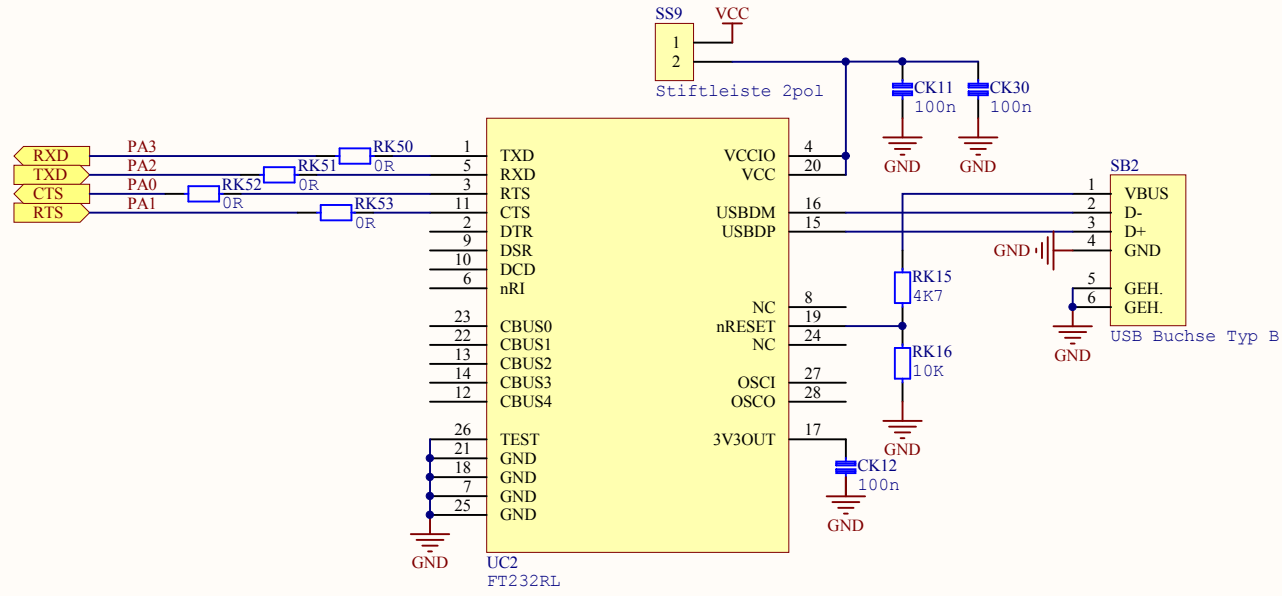 SS9
VCC
1
2
Stiftleiste 2pol
CK11
100n
CK30
100n
GND
GND
RXD
PA3
RK50
0R
TXD
PA2
RK51
0R
CTS
PA0
RK52
0R
RTS
PA1
RK53
0R
1 TXD
5 RXD
3 RTS
11 CTS
2 DTR
9 DSR
10 DCD
6 nRI
23 CBUS0
22 CBUS1
13 CBUS2
14 CBUS3
12 CBUS4
26 TEST
21 GND
18 GND
7 GND
25 GND
GND
VCCIO 4
VCC 20
USBDM 16
USBDP 15
NC 8
nRESET 19
NC 24
OSCI 27
OSCO 28
3V3OUT 17
UC2
FT232RL
RK15
4K7
RK16
10K
GND
CK12
100n
GND
SB2
1 VBUS
2 D-
3 D+
4 GND
GND
5 GEH.
6 GEH.
GND
USB Buchse Typ B